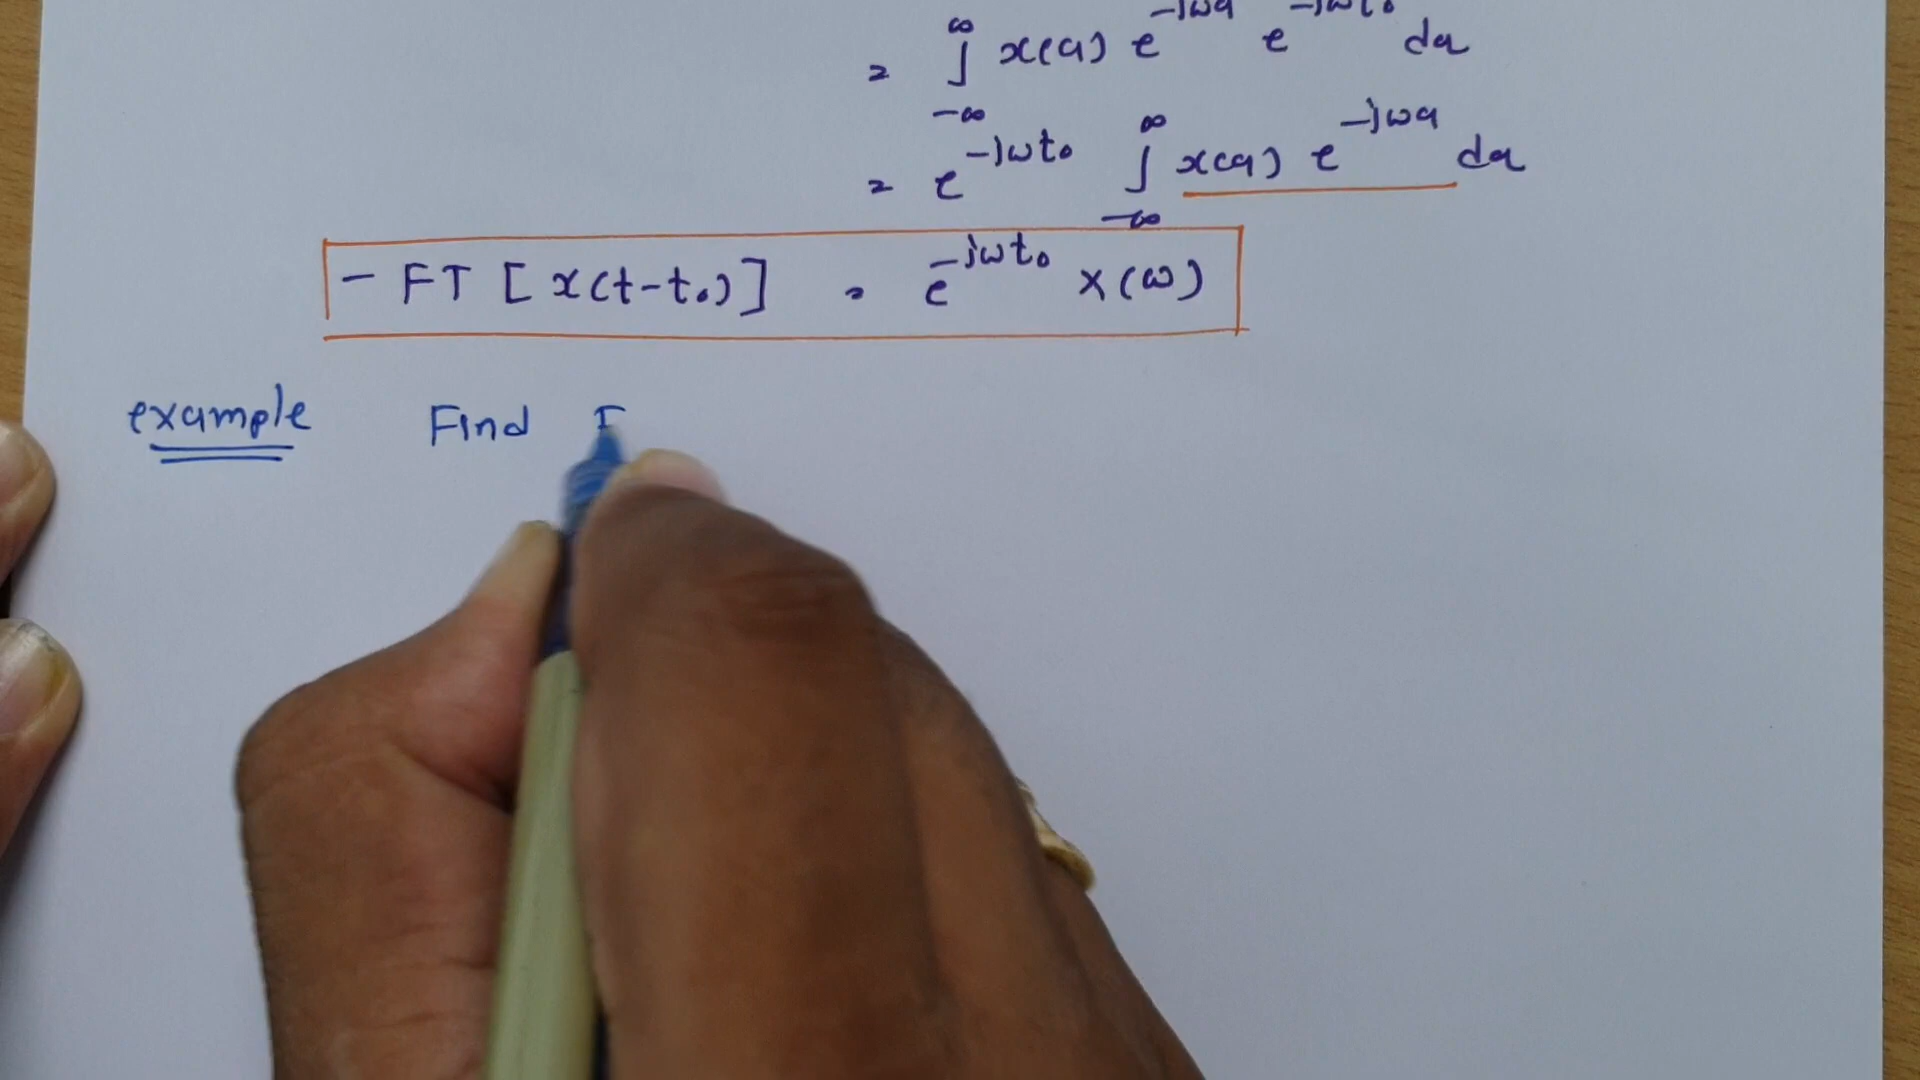 = ∫_{-∞}^{∞} x(a) e^{-jωa} e^{-jωt₀} da
= e^{-jωt₀} ∫_{-∞}^{∞} x(a) e^{-jωa} da
- FT [x(t-t₀)] = e^{-jωt₀} X(ω)
example Find F